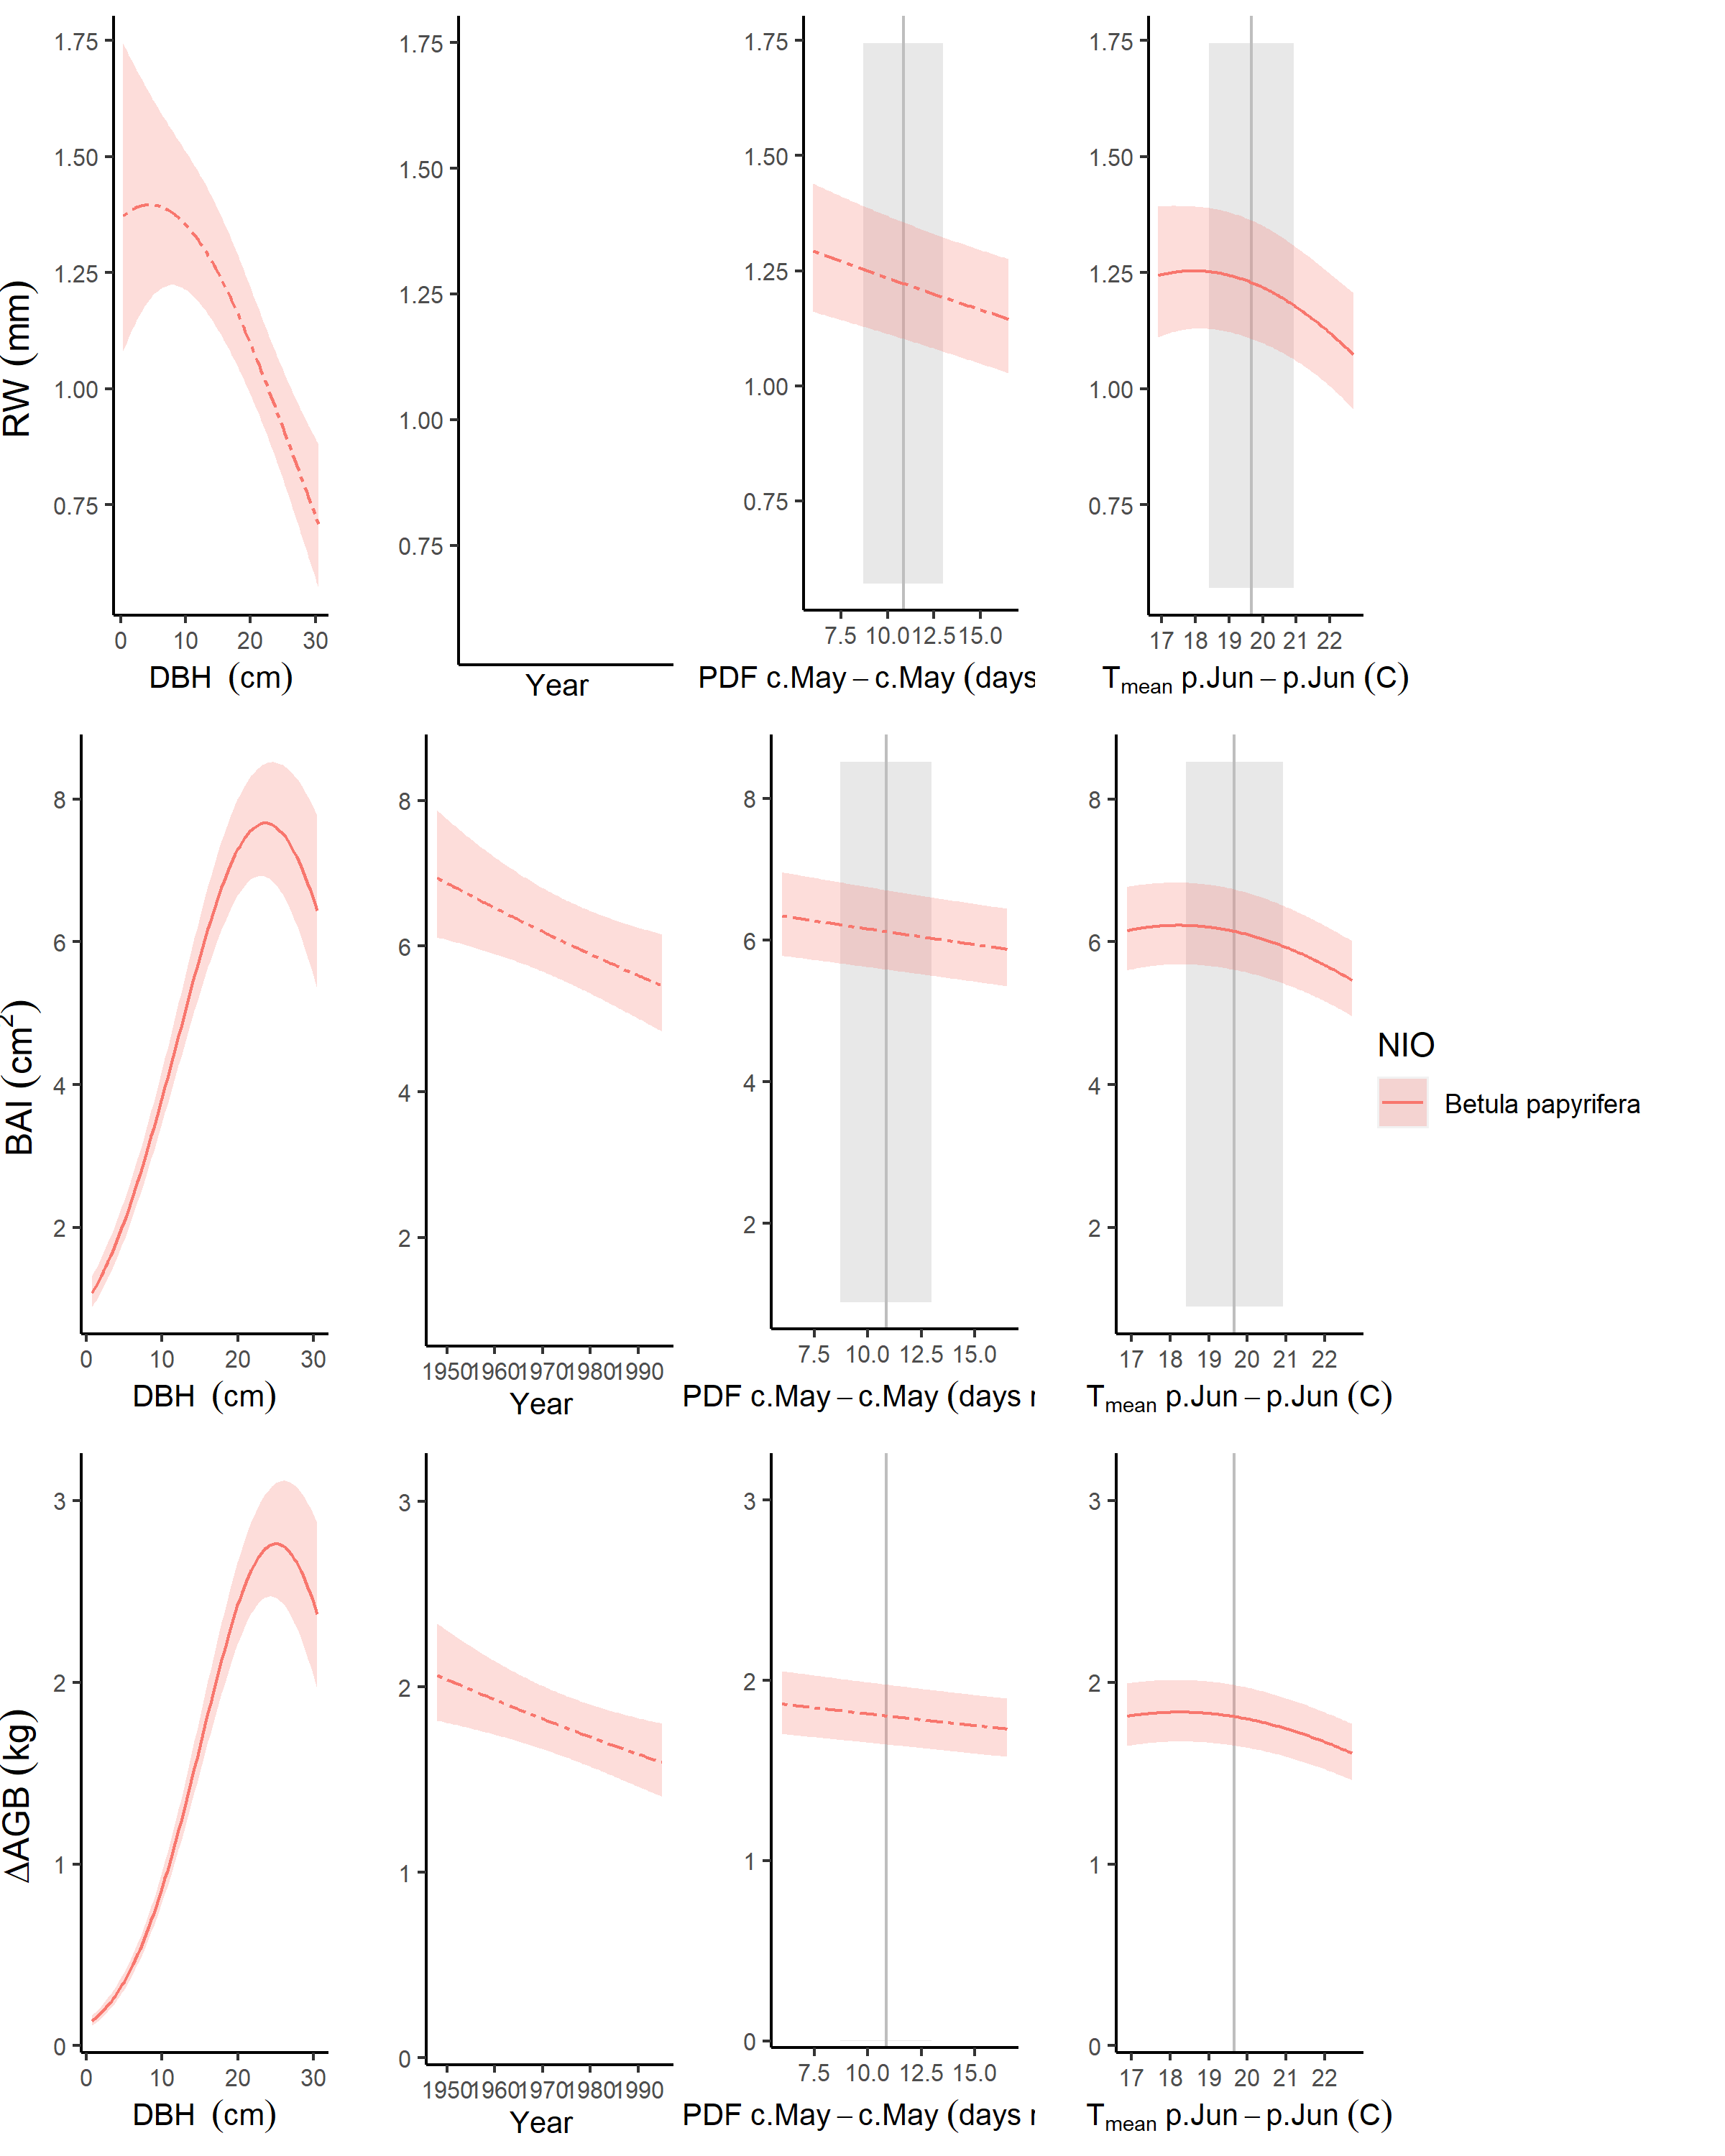 RW (mm)
1.75
1.50
1.25
1.00
0.75
0 10 20 30
DBH (cm)
1.75
1.50
1.25
1.00
0.75
Year
1.75
1.50
1.25
1.00
0.75
7.5 10.0 12.5 15.0
PDF c.May – c.May (days
1.75
1.50
1.25
1.00
0.75
17 18 19 20 21 22
Tmean p.Jun – p.Jun (C)
BAI (cm²)
8
6
4
2
0 10 20 30
DBH (cm)
8
6
4
2
1950 1960 1970 1980 1990
Year
8
6
4
2
7.5 10.0 12.5 15.0
PDF c.May – c.May (days r
8
6
4
2
17 18 19 20 21 22
Tmean p.Jun – p.Jun (C)
NIO
Betula papyrifera
ΔAGB (kg)
3
2
1
0
0 10 20 30
DBH (cm)
3
2
1
0
1950 1960 1970 1980 1990
Year
3
2
1
0
7.5 10.0 12.5 15.0
PDF c.May – c.May (days r
3
2
1
0
17 18 19 20 21 22
Tmean p.Jun – p.Jun (C)